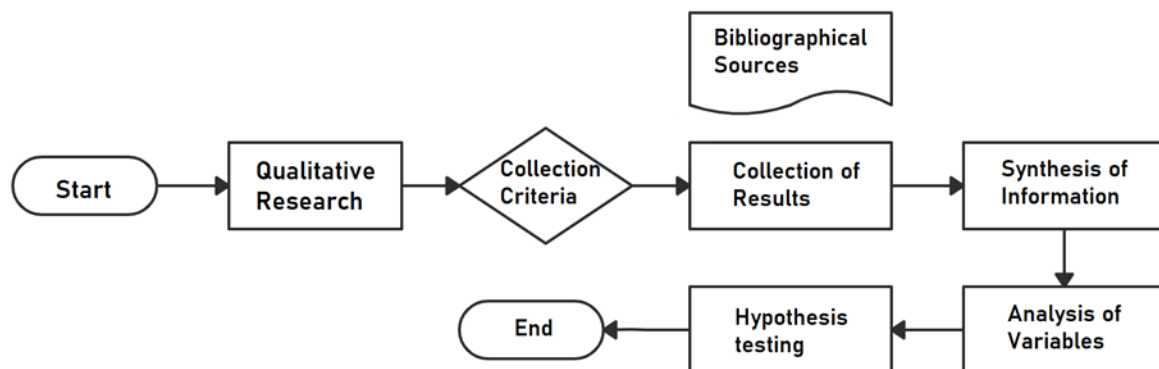 Bibliographical
Sources
Start
Qualitative
Research
Collection
Criteria
Collection of
Results
Synthesis of
Information
Analysis of
Variables
Hypothesis
testing
End